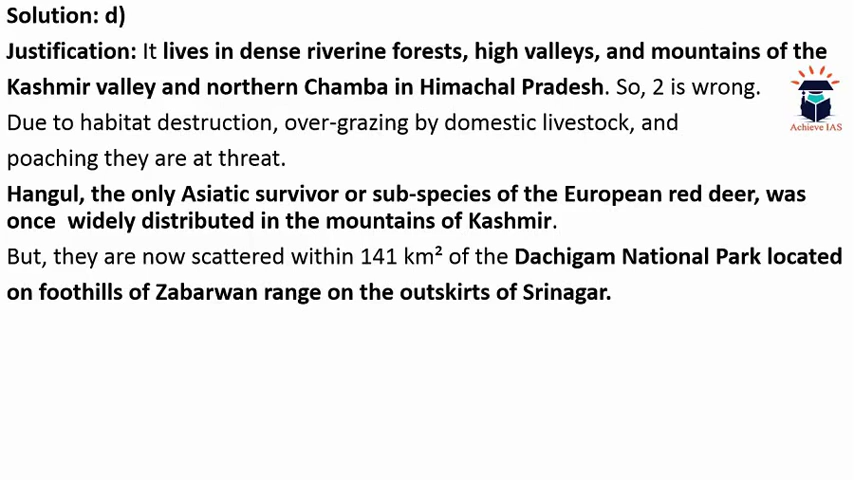 Solution: d)
Justification: It lives in dense riverine forests, high valleys, and mountains of the
Kashmir valley and northern Chamba in Himachal Pradesh. So, 2 is wrong.
Achieve IAS
Due to habitat destruction, over-grazing by domestic livestock, and
poaching they are at threat.
Hangul, the only Asiatic survivor or sub-species of the European red deer, was
once widely distributed in the mountains of Kashmir.
But, they are now scattered within 141 km² of the Dachigam National Park located
on foothills of Zabarwan range on the outskirts of Srinagar.